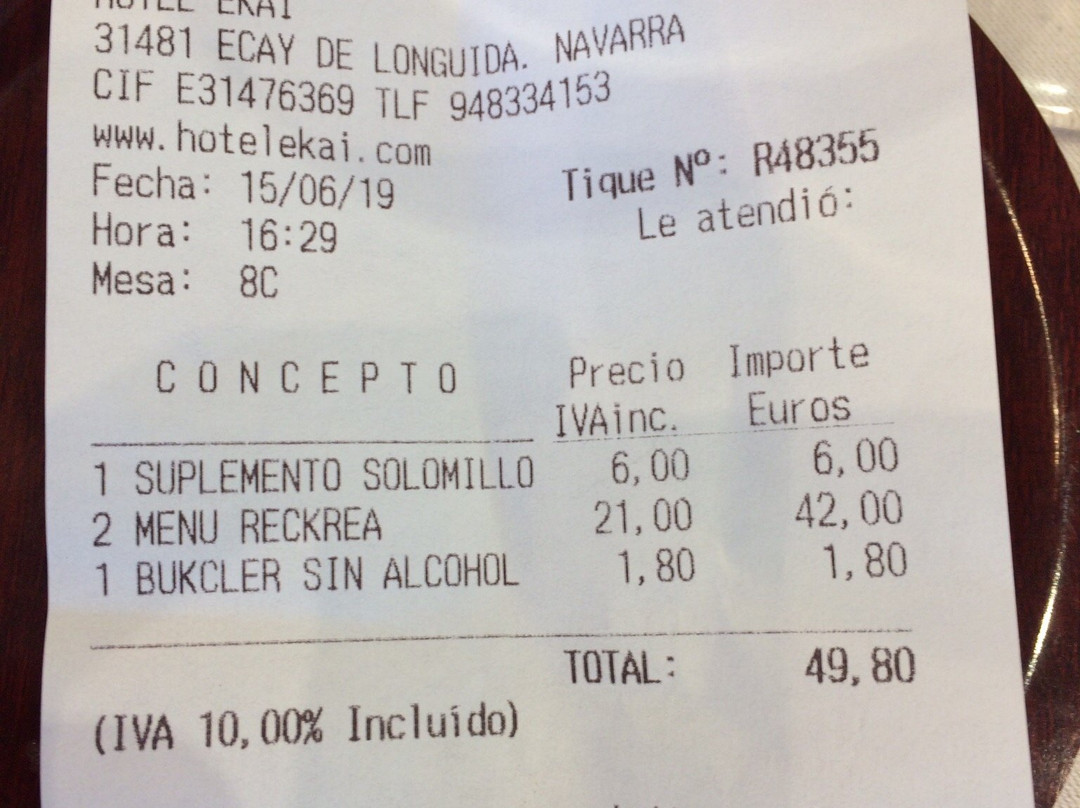 HOTEL EKAI
31481 ECAY DE LONGUIDA. NAVARRA
CIF E31476369 TLF 948334153
www.hotelekai.com
Fecha: 15/06/19
Tique Nº: R48355
Hora: 16:29
Le atendió:
Mesa: 8C
CONCEPTO Precio Importe
IVAinc. Euros
1 SUPLEMENTO SOLOMILLO 6,00 6,00
2 MENU RECKREA 21,00 42,00
1 BUKCLER SIN ALCOHOL 1,80 1,80
TOTAL: 49,80
(IVA 10,00% Incluído)